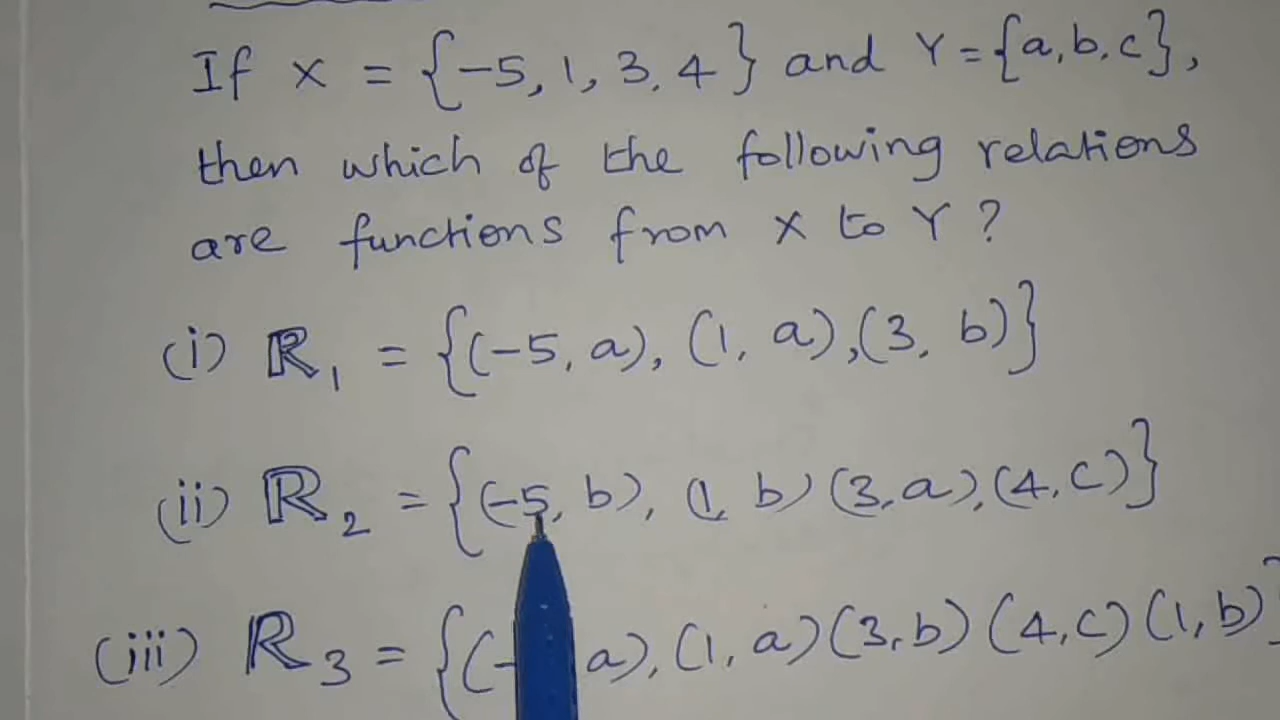 If x = {-5, 1, 3, 4} and Y = {a, b, c},
then which of the following relations
are functions from X to Y ?
(i) ℝ₁ = {(-5, a), (1, a), (3, b)}
(ii) ℝ₂ = {(-5, b), (1, b) (3, a), (4, c)}
(iii) ℝ₃ = {(- a), (1, a) (3, b) (4, c) (1, b)}